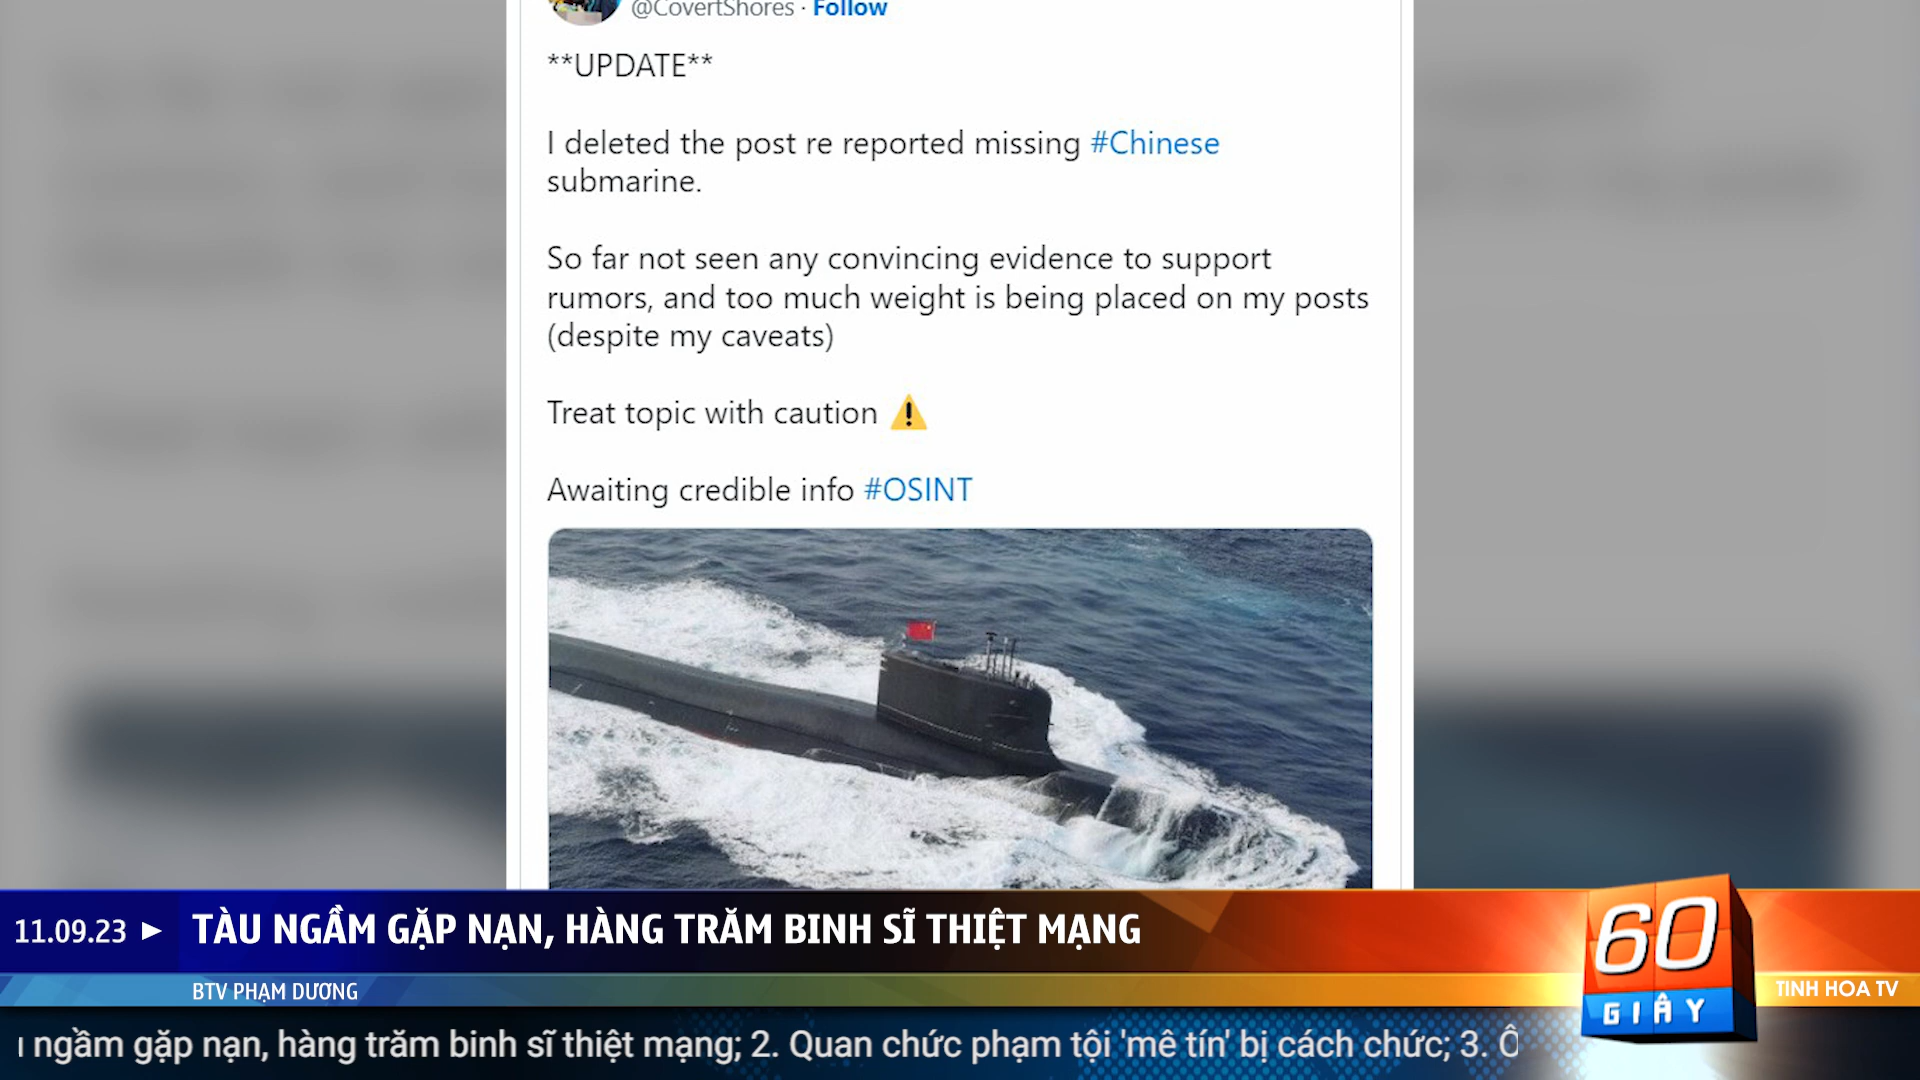 @CovertShores · Follow
**UPDATE**
I deleted the post re reported missing #Chinese
submarine.
So far not seen any convincing evidence to support
rumors, and too much weight is being placed on my posts
(despite my caveats)
Treat topic with caution ⚠️
Awaiting credible info #OSINT
11.09.23 ► TÀU NGẦM GẶP NẠN, HÀNG TRĂM BINH SĨ THIỆT MẠNG
BTV PHẠM DƯƠNG
60
GIÂY
TINH HOA TV
ngầm gặp nạn, hàng trăm binh sĩ thiệt mạng; 2. Quan chức phạm tội 'mê tín' bị cách chức; 3. Ô